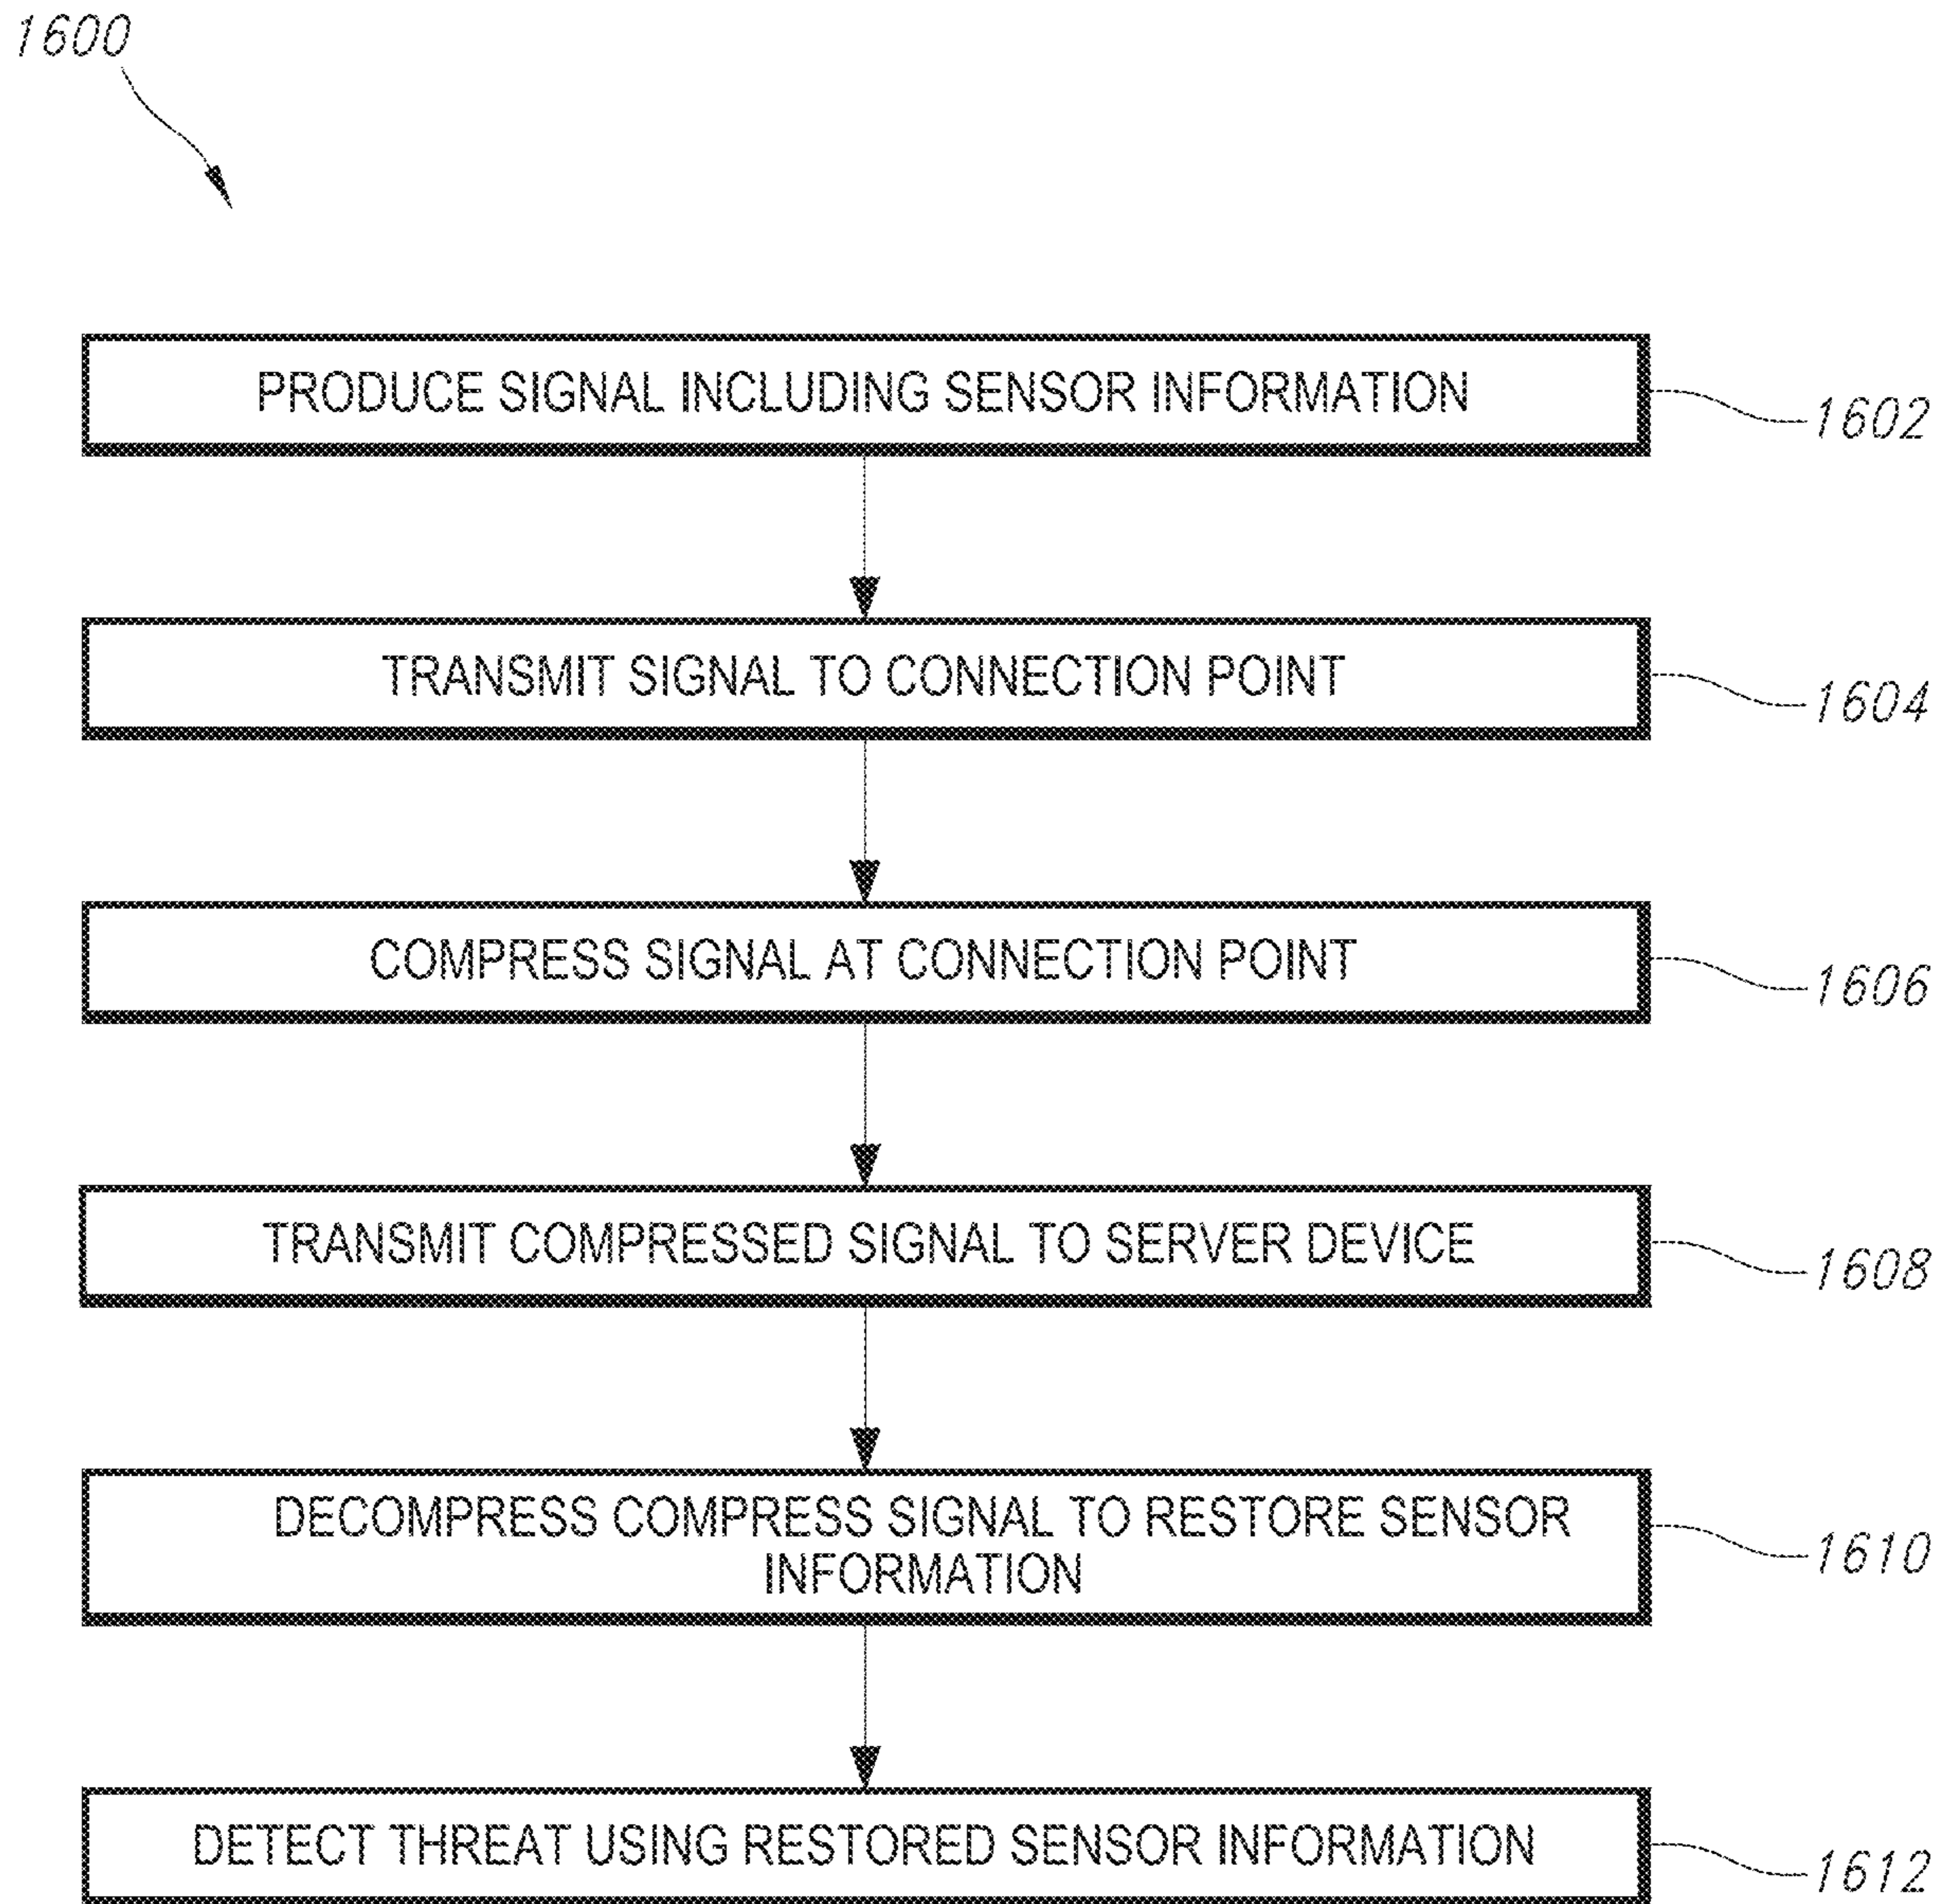 1600
PRODUCE SIGNAL INCLUDING SENSOR INFORMATION
1602
TRANSMIT SIGNAL TO CONNECTION POINT
1604
COMPRESS SIGNAL AT CONNECTION POINT
1606
TRANSMIT COMPRESSED SIGNAL TO SERVER DEVICE
1608
DECOMPRESS COMPRESS SIGNAL TO RESTORE SENSOR
INFORMATION
1610
DETECT THREAT USING RESTORED SENSOR INFORMATION
1612